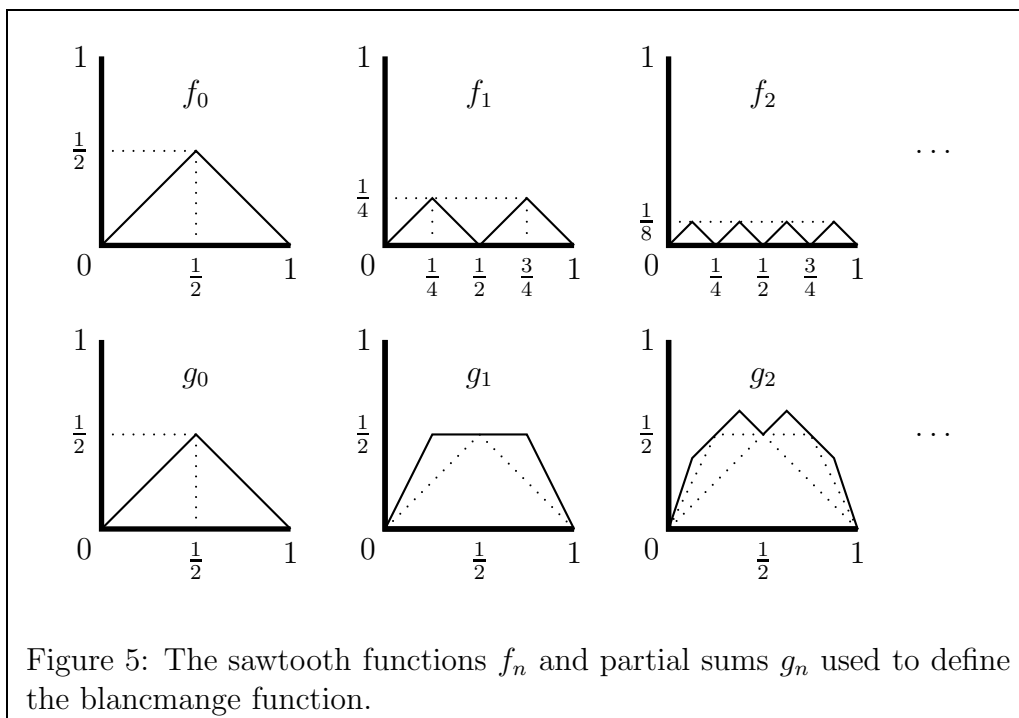 1 1 1
f₀ f₁ f₂
1/2 1/4 1/8 ...
0 1/2 1 0 1/4 1/2 3/4 1 0 1/4 1/2 3/4 1
1 1 1
g₀ g₁ g₂
1/2 1/2 1/2 ...
0 1/2 1 0 1/2 1 0 1/2 1
Figure 5: The sawtooth functions fₙ and partial sums gₙ used to define
the blancmange function.